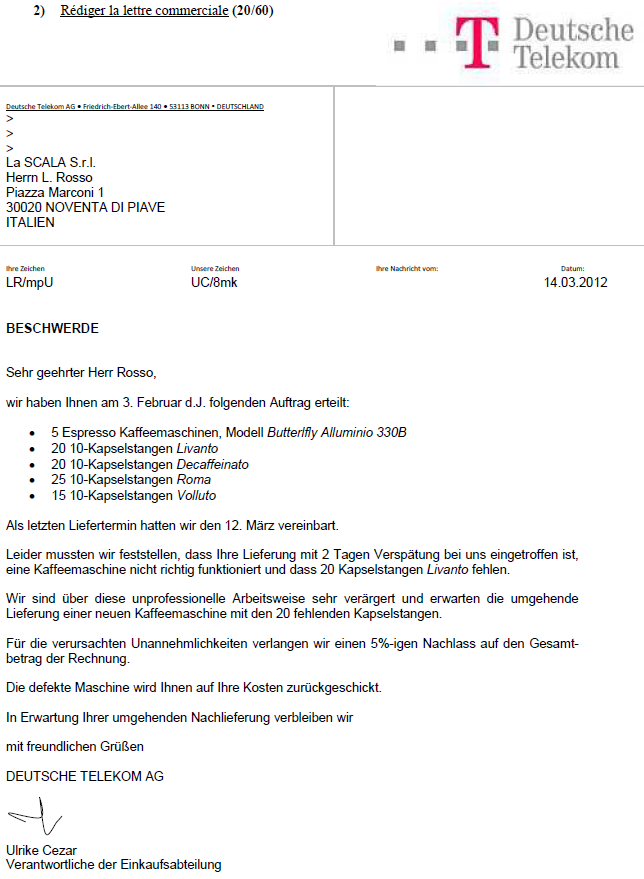 2) Rédiger la lettre commerciale (20/60)
Deutsche
Telekom
Deutsche Telekom AG • Friedrich-Ebert-Allee 140 • 53113 BONN • DEUTSCHLAND
>
>
>
La SCALA S.r.l.
Herrn L. Rosso
Piazza Marconi 1
30020 NOVENTA DI PIAVE
ITALIEN
Ihre Zeichen Unsere Zeichen Ihre Nachricht vom: Datum:
LR/mpU UC/8mk 14.03.2012
BESCHWERDE
Sehr geehrter Herr Rosso,
wir haben Ihnen am 3. Februar d.J. folgenden Auftrag erteilt:
• 5 Espresso Kaffeemaschinen, Modell Butterlfly Alluminio 330B
• 20 10-Kapselstangen Livanto
• 20 10-Kapselstangen Decaffeinato
• 25 10-Kapselstangen Roma
• 15 10-Kapselstangen Volluto
Als letzten Liefertermin hatten wir den 12. März vereinbart.
Leider mussten wir feststellen, dass Ihre Lieferung mit 2 Tagen Verspätung bei uns eingetroffen ist,
eine Kaffeemaschine nicht richtig funktioniert und dass 20 Kapselstangen Livanto fehlen.
Wir sind über diese unprofessionelle Arbeitsweise sehr verärgert und erwarten die umgehende
Lieferung einer neuen Kaffeemaschine mit den 20 fehlenden Kapselstangen.
Für die verursachten Unannehmlichkeiten verlangen wir einen 5%-igen Nachlass auf den Gesamt-
betrag der Rechnung.
Die defekte Maschine wird Ihnen auf Ihre Kosten zurückgeschickt.
In Erwartung Ihrer umgehenden Nachlieferung verbleiben wir
mit freundlichen Grüßen
DEUTSCHE TELEKOM AG
Ulrike Cezar
Verantwortliche der Einkaufsabteilung